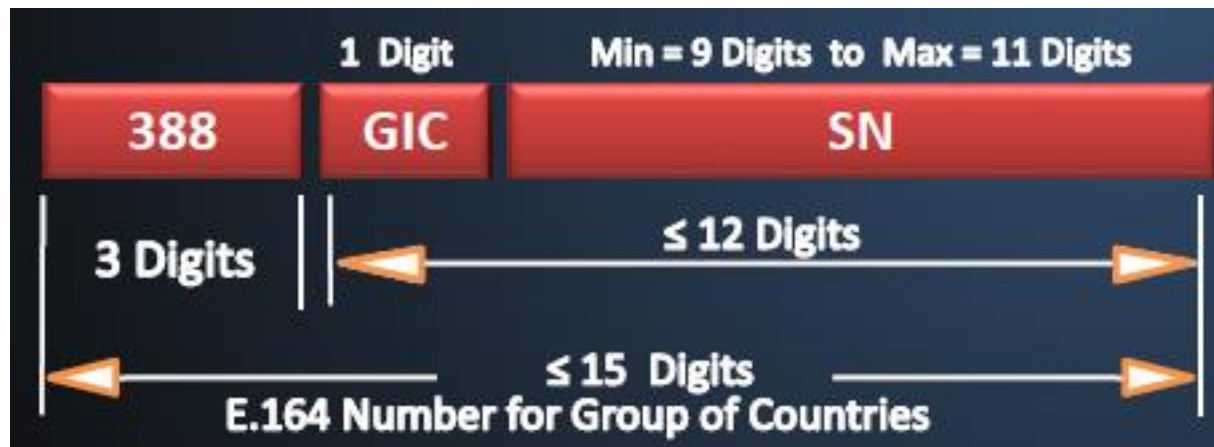 1 Digit Min = 9 Digits to Max = 11 Digits
388 GIC SN
3 Digits ≤ 12 Digits
≤ 15 Digits
E.164 Number for Group of Countries